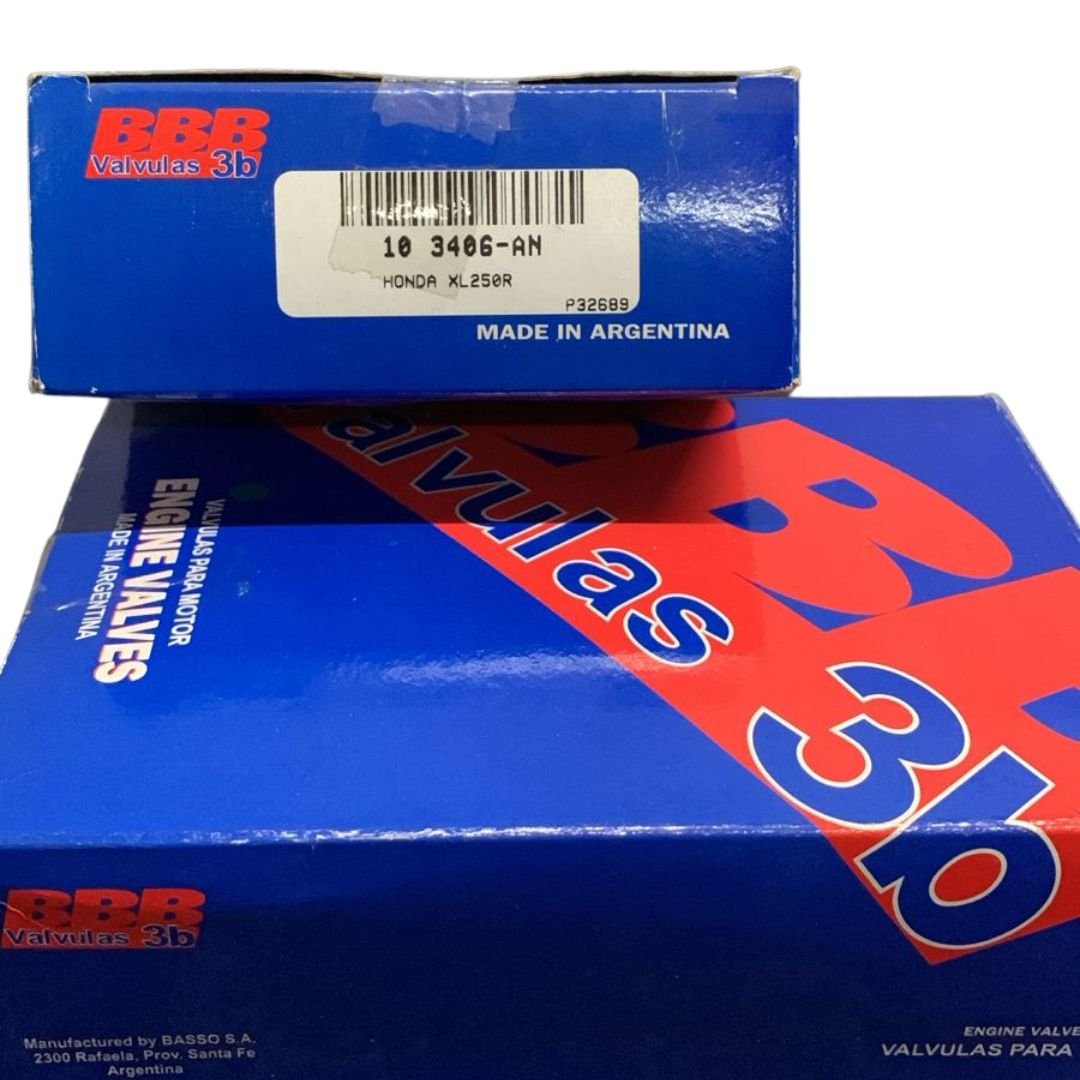 BBB
Valvulas 3b
10 3406-AN
HONDA XL250R
P32689
MADE IN ARGENTINA
Valvulas 3b
VALVULAS PARA MOTOR
ENGINE VALVES
MADE IN ARGENTINA
BBB
Valvulas 3b
Manufactured by BASSO S.A.
2300 Rafaela, Prov. Santa Fe
Argentina
ENGINE
VALVULAS PARA